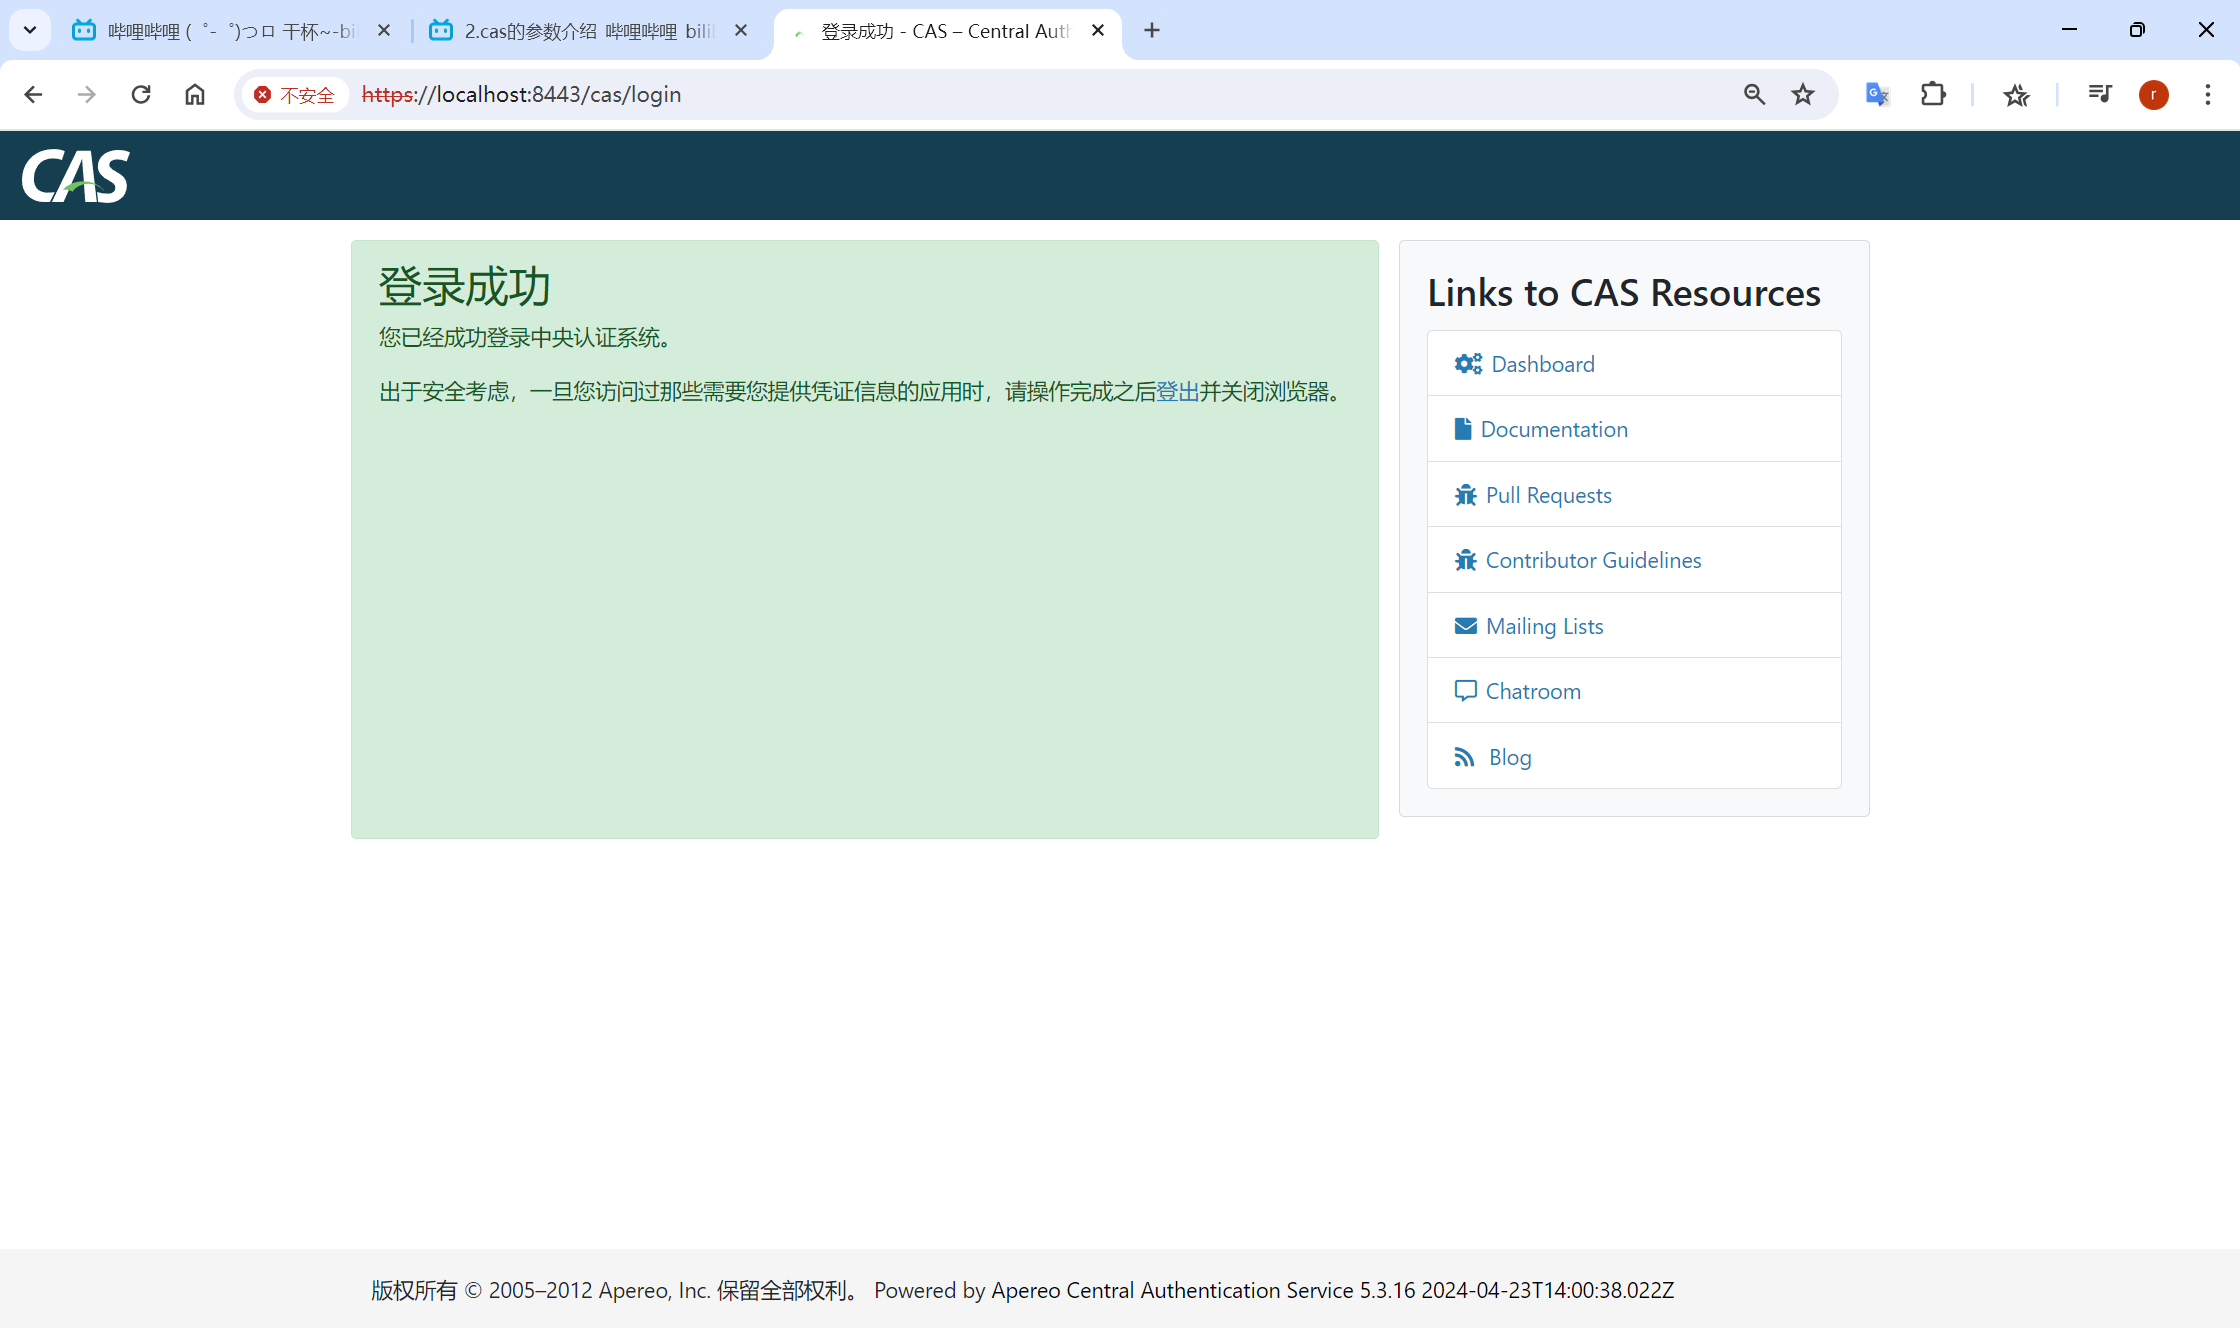 哔哩哔哩 (゜-゜)つロ 干杯~-bi
2.cas的参数介绍 哔哩哔哩 bili
登录成功 - CAS – Central Auth
不安全
https://localhost:8443/cas/login
r
CAS
登录成功
您已经成功登录中央认证系统。
出于安全考虑，一旦您访问过那些需要您提供凭证信息的应用时，请操作完成之后登出并关闭浏览器。
Links to CAS Resources
Dashboard
Documentation
Pull Requests
Contributor Guidelines
Mailing Lists
Chatroom
Blog
版权所有 © 2005–2012 Apereo, Inc. 保留全部权利。 Powered by Apereo Central Authentication Service 5.3.16 2024-04-23T14:00:38.022Z